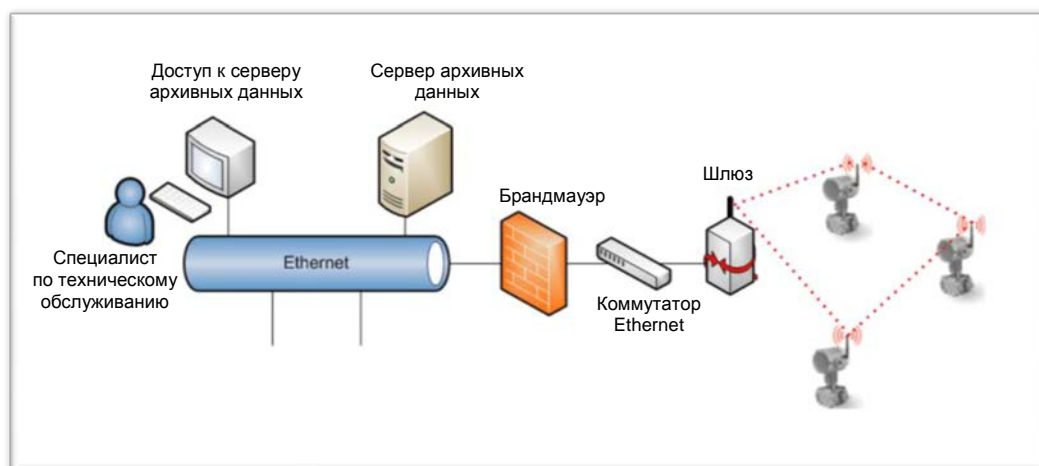 Доступ к серверу
архивных данных
Сервер архивных
данных
Шлюз
Брандмауэр
Ethernet
Специалист
по техническому
обслуживанию
Коммутатор
Ethernet